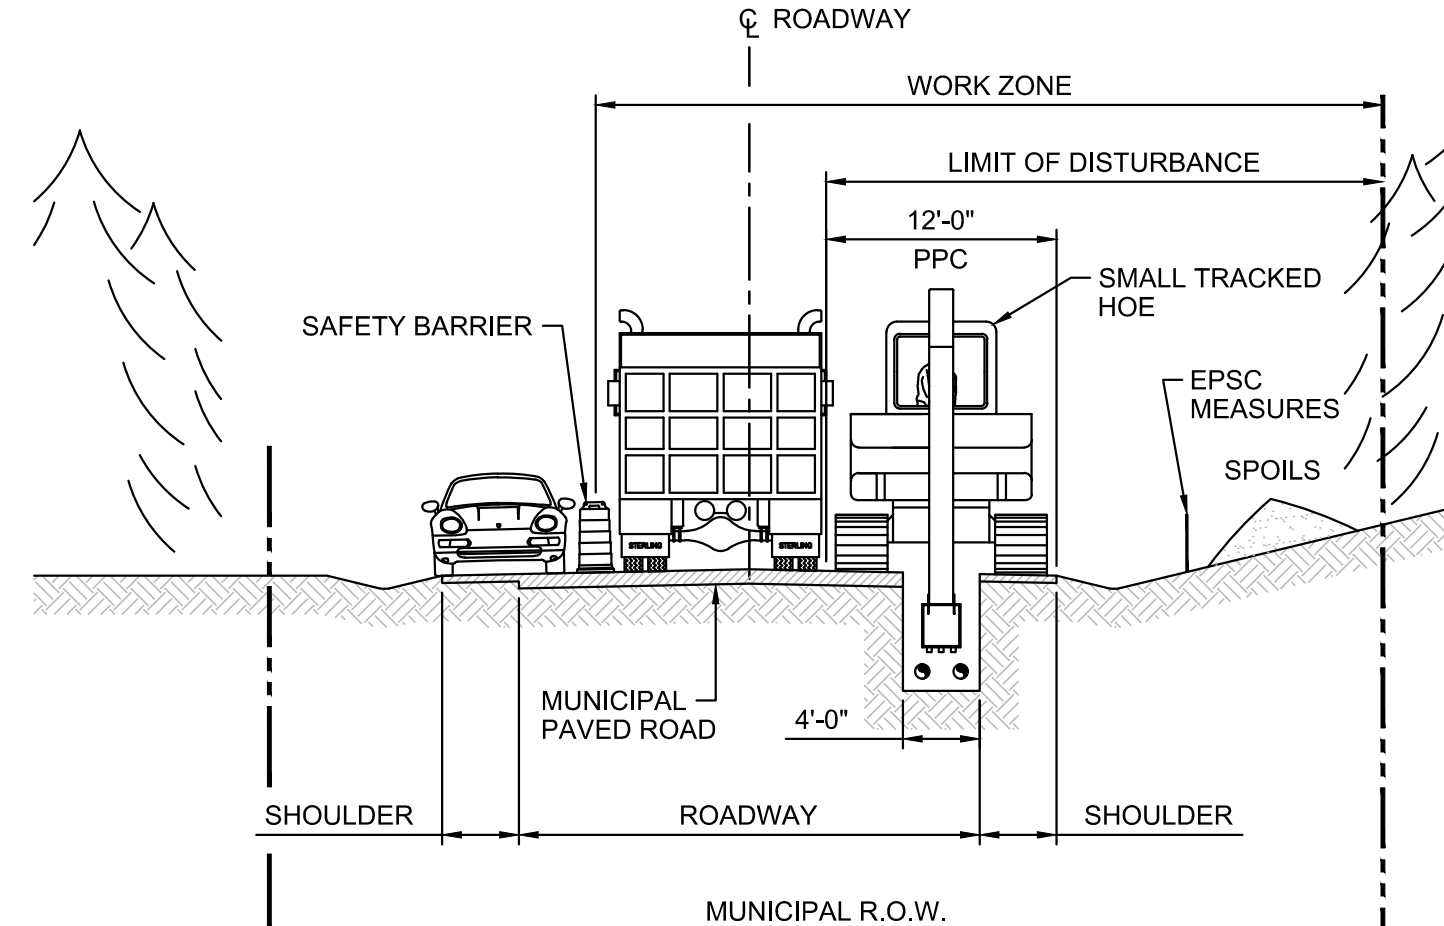 ℄ ROADWAY
WORK ZONE
LIMIT OF DISTURBANCE
12'-0"
PPC
SMALL TRACKED
HOE
SAFETY BARRIER
EPSC
MEASURES
SPOILS
STERLING
STERLING
MUNICIPAL
PAVED ROAD
4'-0"
SHOULDER
ROADWAY
SHOULDER
MUNICIPAL R.O.W.